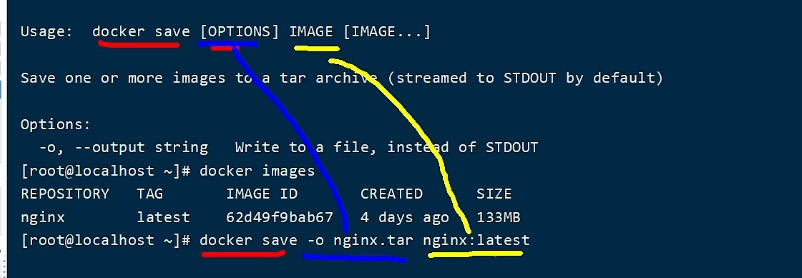 Usage:  docker save [OPTIONS] IMAGE [IMAGE...]
Save one or more images to a tar archive (streamed to STDOUT by default)
Options:
  -o, --output string   Write to a file, instead of STDOUT
[root@localhost ~]# docker images
REPOSITORY   TAG       IMAGE ID       CREATED      SIZE
nginx        latest    62d49f9bab67   4 days ago   133MB
[root@localhost ~]# docker save -o nginx.tar nginx:latest